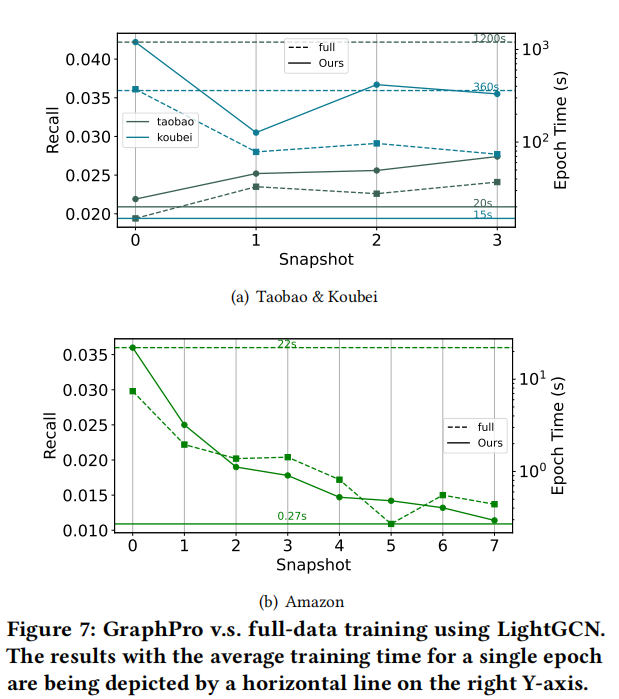 1200s
full
Ours
360s
taobao
koubei
20s
15s
0.040
0.035
0.030
0.025
0.020
Recall
10³
10²
Epoch Time (s)
0 1 2 3
Snapshot
(a) Taobao & Koubei
22s
full
Ours
0.27s
0.035
0.030
0.025
0.020
0.015
0.010
Recall
10¹
10⁰
Epoch Time (s)
0 1 2 3 4 5 6 7
Snapshot
(b) Amazon
Figure 7: GraphPro v.s. full-data training using LightGCN.
The results with the average training time for a single epoch
are being depicted by a horizontal line on the right Y-axis.